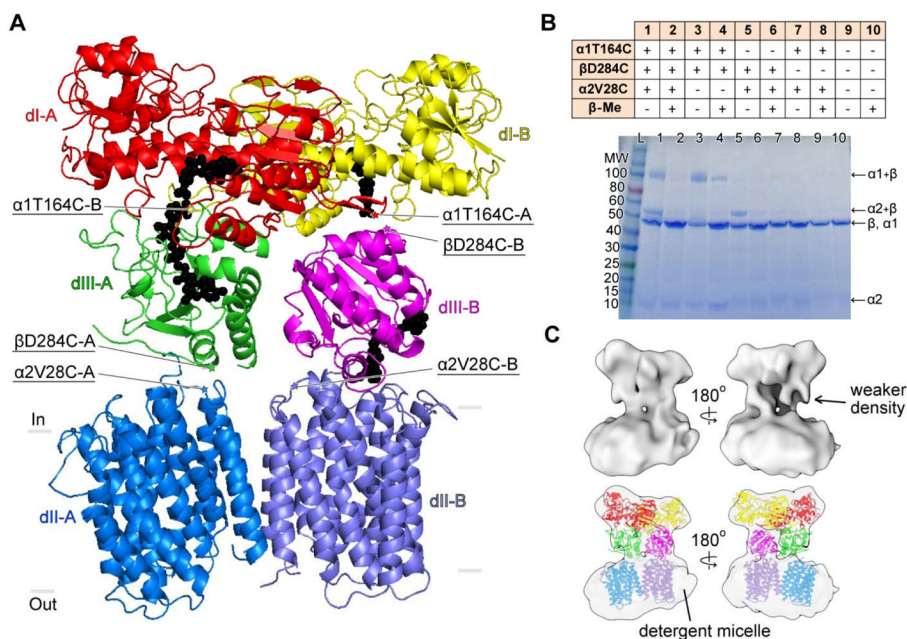 A
dI-A
dI-B
α1T164C-B
α1T164C-A
βD284C-B
dIII-A
dIII-B
βD284C-A
α2V28C-A
α2V28C-B
In
dII-A
dII-B
Out
B
1 2 3 4 5 6 7 8 9 10
α1T164C + + + + - - + + - -
βD284C + + + + + + - - - -
α2V28C + + - - + + + + - -
β-Me - + - + - + - + - +
L 1 2 3 4 5 6 7 8 9 10
MW
100
80
60
50
40
30
25
20
15
10
α1+β
α2+β
β, α1
α2
C
180°
weaker
density
180°
detergent micelle